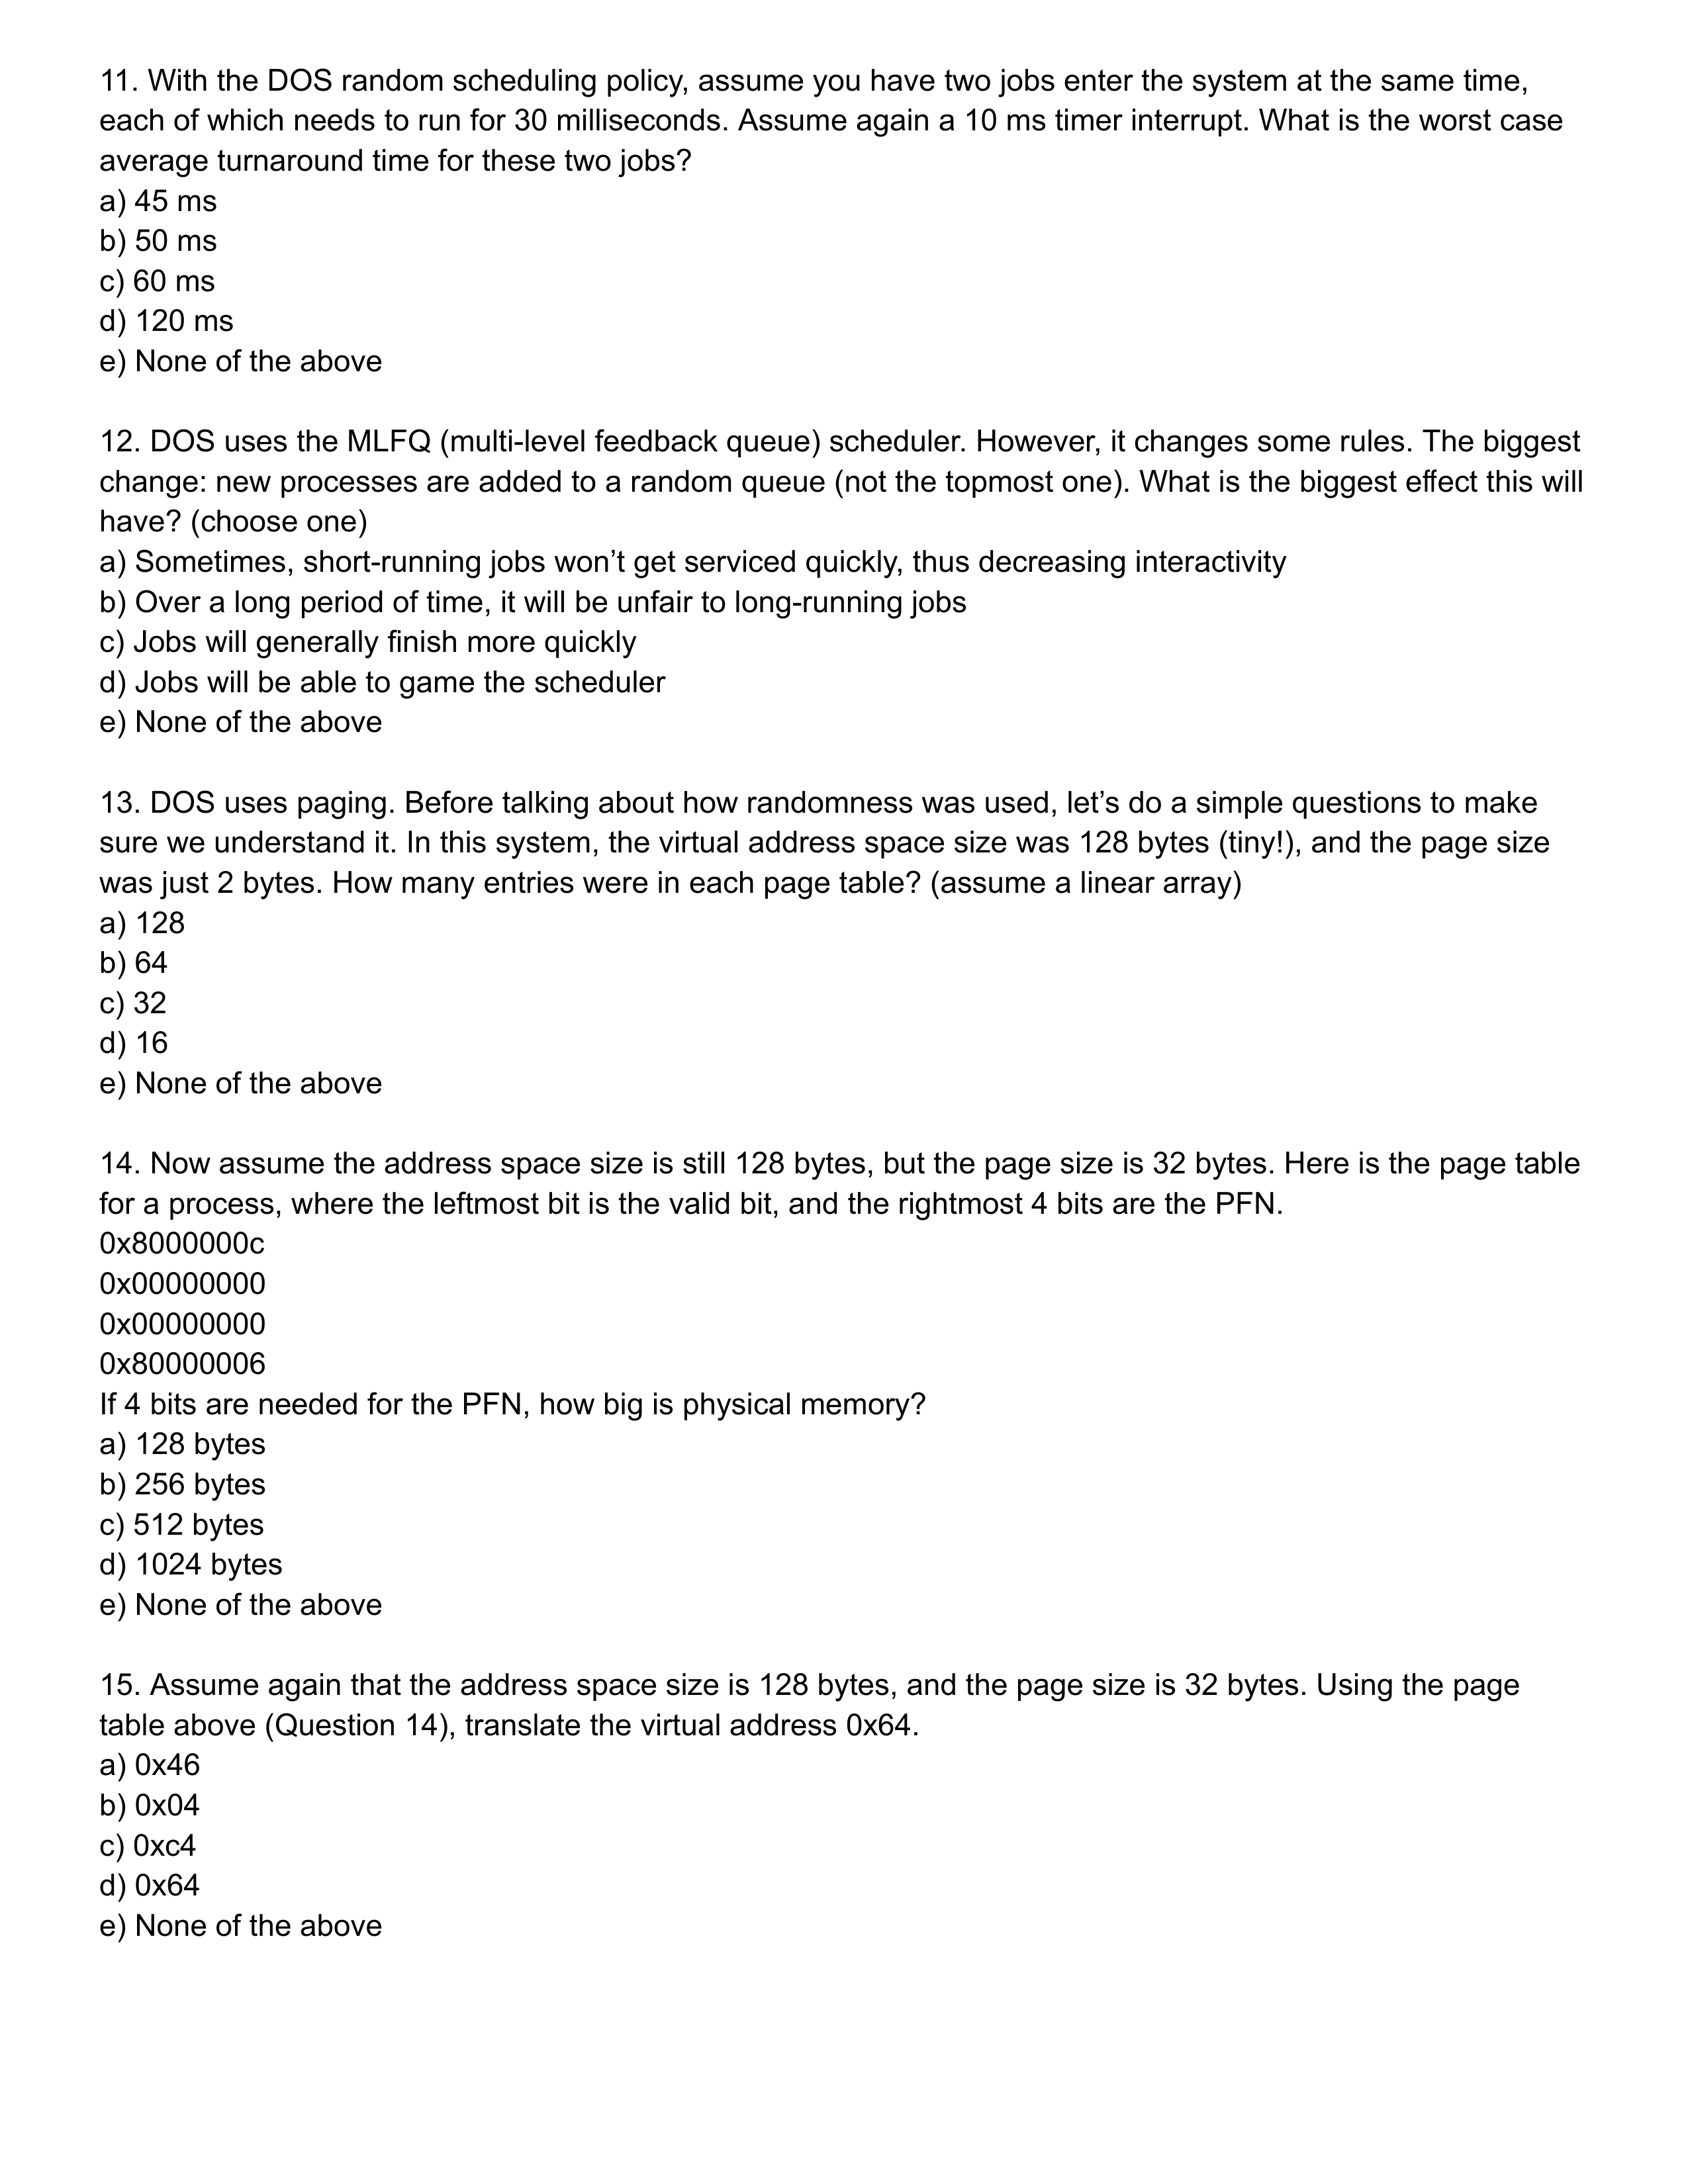 11. With the DOS random scheduling policy, assume you have two jobs enter the system at the same time,
each of which needs to run for 30 milliseconds. Assume again a 10 ms timer interrupt. What is the worst case
average turnaround time for these two jobs?
a) 45 ms
b) 50 ms
c) 60 ms
d) 120 ms
e) None of the above
12. DOS uses the MLFQ (multi-level feedback queue) scheduler. However, it changes some rules. The biggest
change: new processes are added to a random queue (not the topmost one). What is the biggest effect this will
have? (choose one)
a) Sometimes, short-running jobs won’t get serviced quickly, thus decreasing interactivity
b) Over a long period of time, it will be unfair to long-running jobs
c) Jobs will generally finish more quickly
d) Jobs will be able to game the scheduler
e) None of the above
13. DOS uses paging. Before talking about how randomness was used, let’s do a simple questions to make
sure we understand it. In this system, the virtual address space size was 128 bytes (tiny!), and the page size
was just 2 bytes. How many entries were in each page table? (assume a linear array)
a) 128
b) 64
c) 32
d) 16
e) None of the above
14. Now assume the address space size is still 128 bytes, but the page size is 32 bytes. Here is the page table
for a process, where the leftmost bit is the valid bit, and the rightmost 4 bits are the PFN.
0x8000000c
0x00000000
0x00000000
0x80000006
If 4 bits are needed for the PFN, how big is physical memory?
a) 128 bytes
b) 256 bytes
c) 512 bytes
d) 1024 bytes
e) None of the above
15. Assume again that the address space size is 128 bytes, and the page size is 32 bytes. Using the page
table above (Question 14), translate the virtual address 0x64.
a) 0x46
b) 0x04
c) 0xc4
d) 0x64
e) None of the above